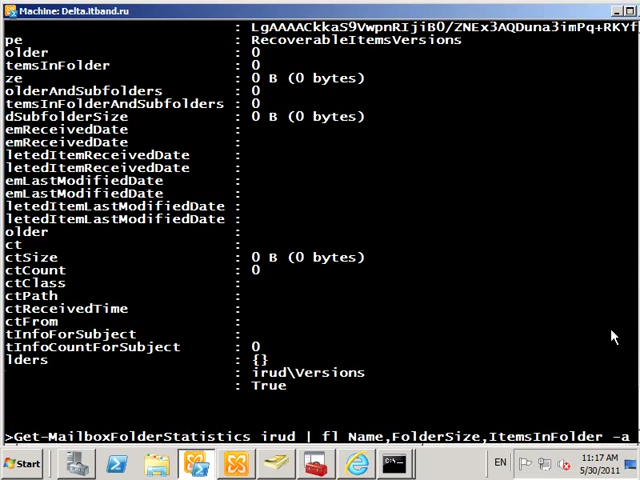 Machine: Delta.itband.ru
: LgAAAACkkaS9VwpnRIjiB0/ZNEx3AQDuna3imPq+RKYf
pe : RecoverableItemsVersions
older : 0
temsInFolder : 0
ze : 0 B (0 bytes)
olderAndSubfolders : 0
temsInFolderAndSubfolders : 0
dSubfolderSize : 0 B (0 bytes)
emReceivedDate :
emReceivedDate :
letedItemReceivedDate :
letedItemReceivedDate :
emLastModifiedDate :
emLastModifiedDate :
letedItemLastModifiedDate :
letedItemLastModifiedDate :
older :
ct :
ctSize : 0 B (0 bytes)
ctCount : 0
ctClass :
ctPath :
ctReceivedTime :
ctFrom :
tInfoForSubject :
tInfoCountForSubject : 0
lders : {}
: irud\Versions
: True
>Get-MailboxFolderStatistics irud | fl Name,FolderSize,ItemsInFolder -a
Start
EN
11:17 AM
5/30/2011